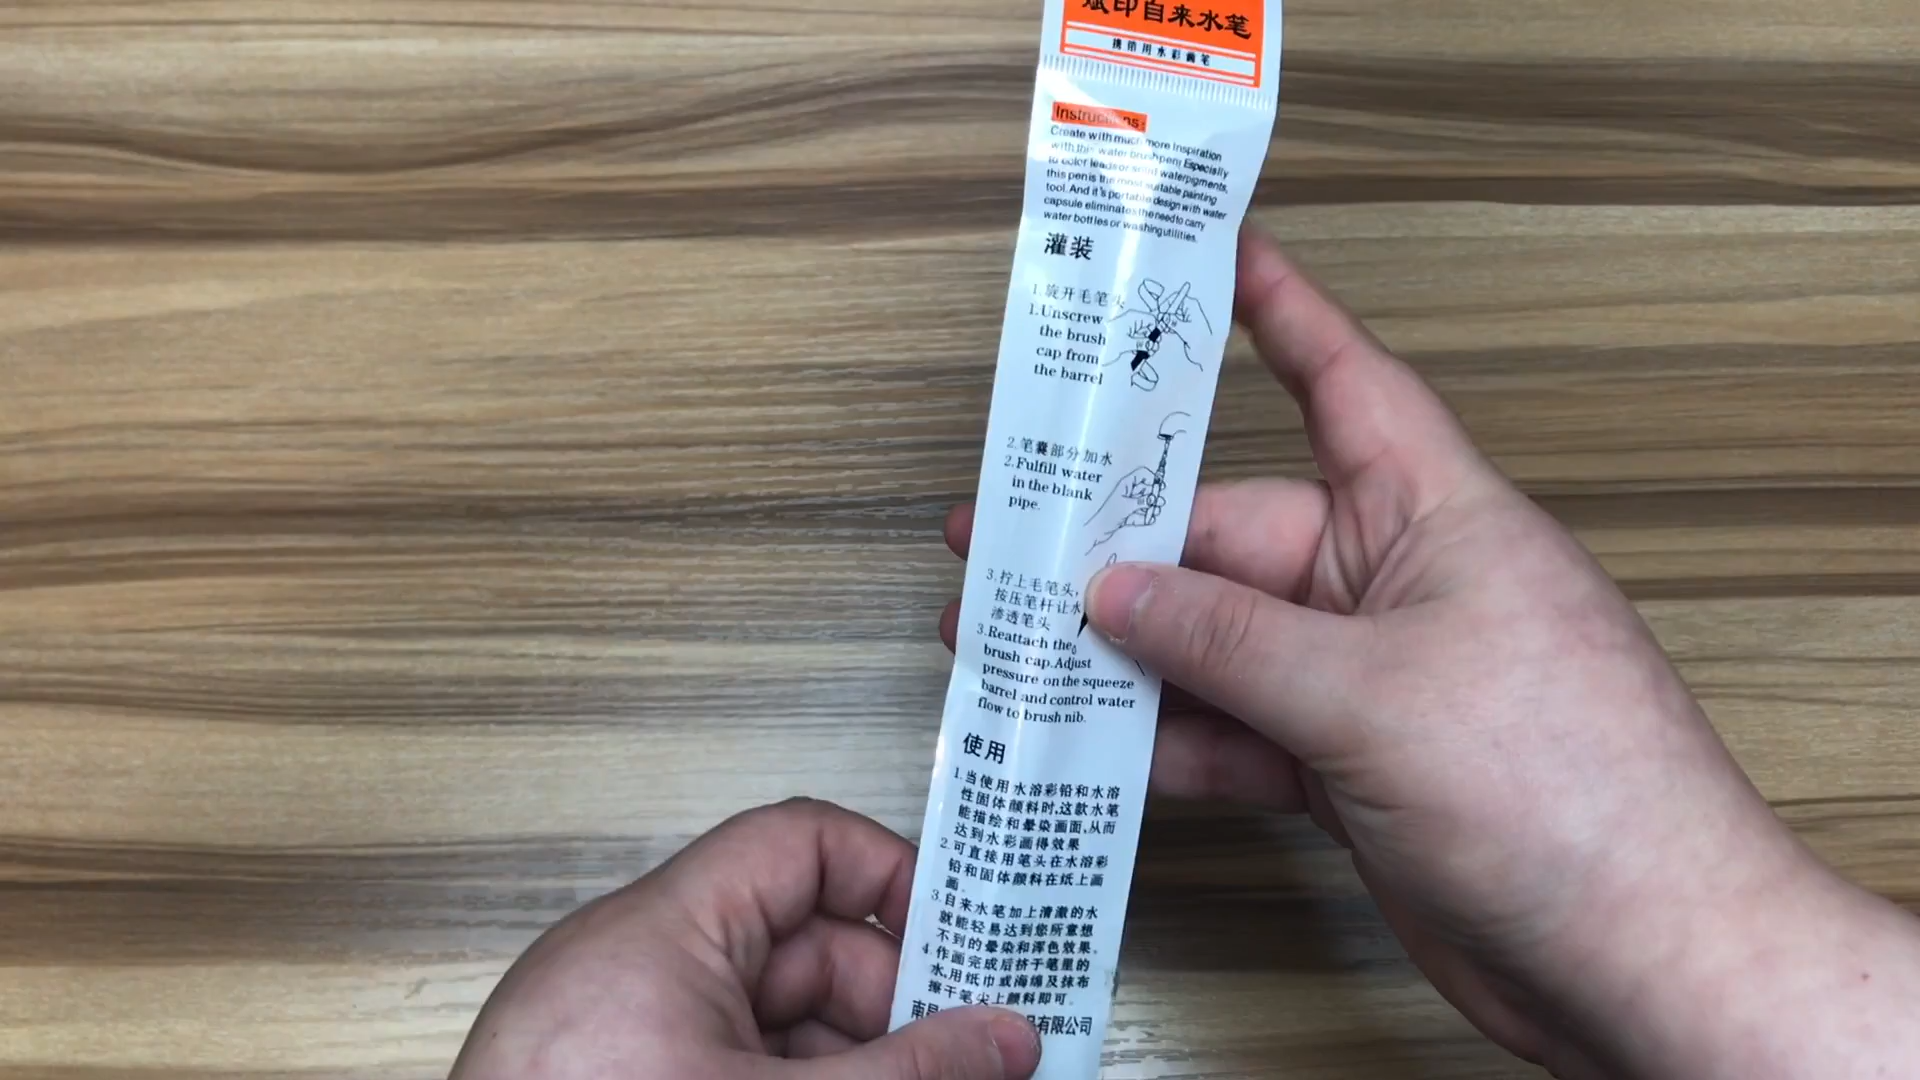 赋印自来水笔
携带用水彩画笔
Instructions:
Create with much more Inspiration
with this water brush pen; Especially
to color leads or solid waterpigments,
this pen is the most suitable painting
tool. And it's portable design with water
capsule eliminates the need to carry
water bottles or washing utilities.
灌装
1.旋开毛笔头
1.Unscrew
the brush
cap from
the barrel
2.笔囊部分加水
2.Fulfill water
in the blank
pipe.
3.拧上毛笔头,
按压笔杆让水
渗透笔头
3.Reattach the
brush cap.Adjust
pressure on the squeeze
barrel and control water
flow to brush nib.
使用
1.当使用水溶彩铅和水溶
性固体颜料时,这款水笔
能描绘和晕染画面,从而
达到水彩画得效果
2.可直接用笔头在水溶彩
铅和固体颜料在纸上画
画。
3.自来水笔加上清澈的水
就能轻易达到您所意想
不到的晕染和浑色效果。
4.作画完成后挤于笔里的
水,用纸巾或海绵及抹布
擦干笔尖上颜料即可。
南昌 品有限公司